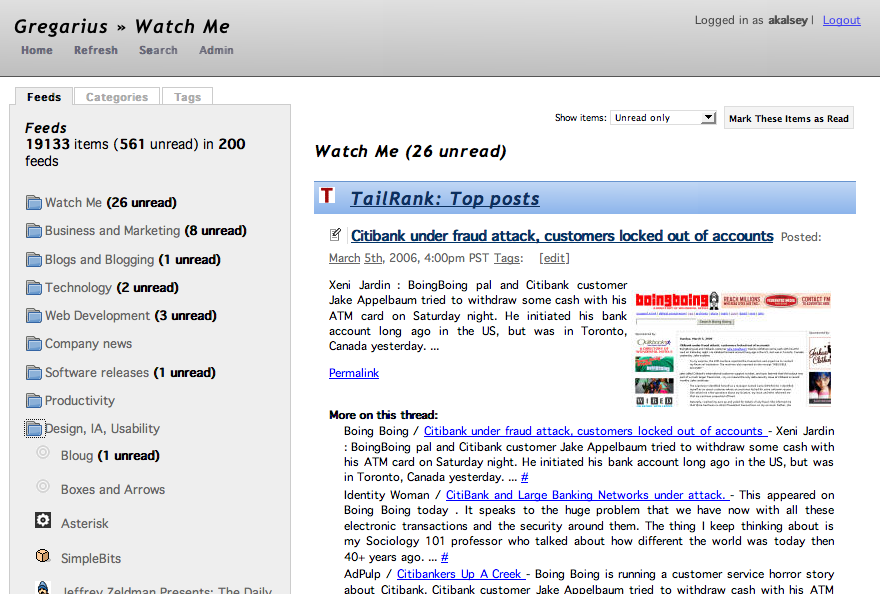 Gregarius » Watch Me
Home Refresh Search Admin
Logged in as akalsey | Logout
Feeds Categories Tags
Feeds
19133 items (561 unread) in 200
feeds
Watch Me (26 unread)
Business and Marketing (8 unread)
Blogs and Blogging (1 unread)
Technology (2 unread)
Web Development (3 unread)
Company news
Software releases (1 unread)
Productivity
Design, IA, Usability
Bloug (1 unread)
Boxes and Arrows
Asterisk
SimpleBits
Jeffrey Zeldman Presents: The Daily
Show items: Unread only Mark These Items as Read
Watch Me (26 unread)
T TailRank: Top posts
Citibank under fraud attack, customers locked out of accounts Posted:
March 5th, 2006, 4:00pm PST Tags: [edit]
Xeni Jardin : BoingBoing pal and Citibank customer
Jake Appelbaum tried to withdraw some cash with his
ATM card on Saturday night. He initiated his bank
account long ago in the US, but was in Toronto,
Canada yesterday. ...
boingboing
REACH MILLIONS
CONTACT FM
WIRED
Permalink
More on this thread:
Boing Boing / Citibank under fraud attack, customers locked out of accounts - Xeni Jardin
: BoingBoing pal and Citibank customer Jake Appelbaum tried to withdraw some cash with
his ATM card on Saturday night. He initiated his bank account long ago in the US, but was
in Toronto, Canada yesterday. ... #
Identity Woman / CitiBank and Large Banking Networks under attack. - This appeared on
Boing Boing today . It speaks to the huge problem that we have now with all these
electronic transactions and the security around them. The thing I keep thinking about is
my Sociology 101 professor who talked about how different the world was today then
40+ years ago. ... #
AdPulp / Citibankers Up A Creek - Boing Boing is running a customer service horror story
about Citibank. Citibank customer Jake Appelbaum tried to withdraw cash with his ATM